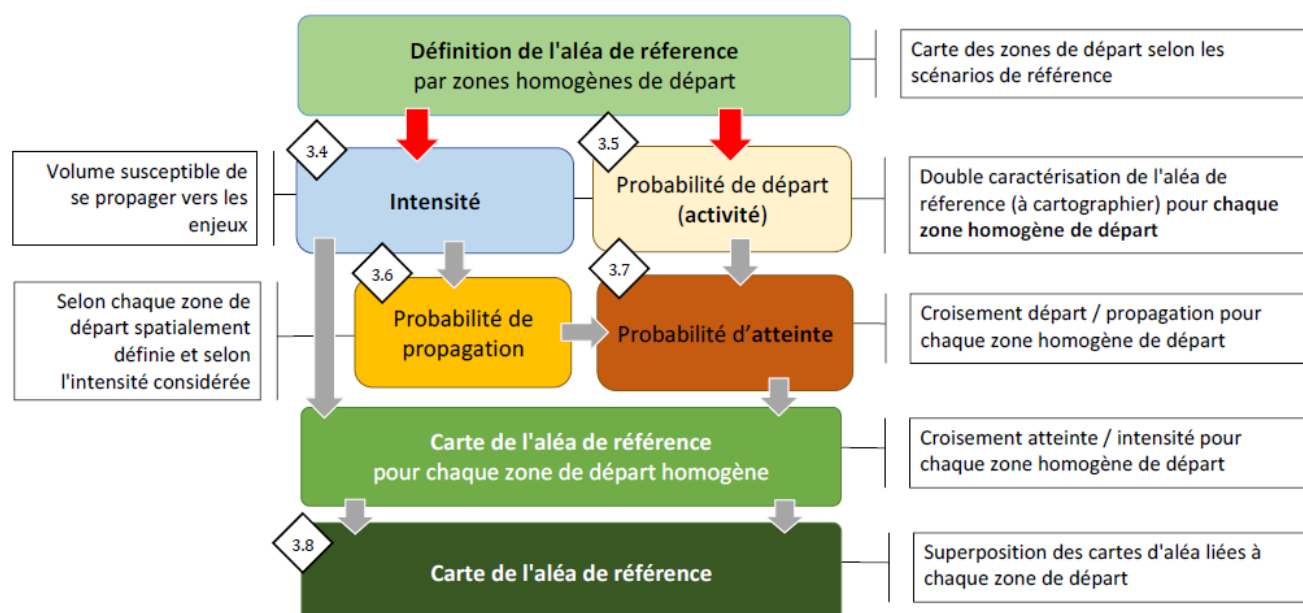 Définition de l'aléa de réference
par zones homogènes de départ
Carte des zones de départ selon les
scénarios de référence
3.4
3.5
Volume susceptible de
se propager vers les
enjeux
Intensité
Probabilité de départ
(activité)
Double caractérisation de l'aléa de
réference (à cartographier) pour chaque
zone homogène de départ
3.6
3.7
Selon chaque zone de
départ spatialement
définie et selon
l'intensité considérée
Probabilité de
propagation
Probabilité d'atteinte
Croisement départ / propagation pour
chaque zone homogène de départ
Carte de l'aléa de référence
pour chaque zone de départ homogène
Croisement atteinte / intensité pour
chaque zone homogène de départ
3.8
Carte de l'aléa de référence
Superposition des cartes d'aléa liées à
chaque zone de départ